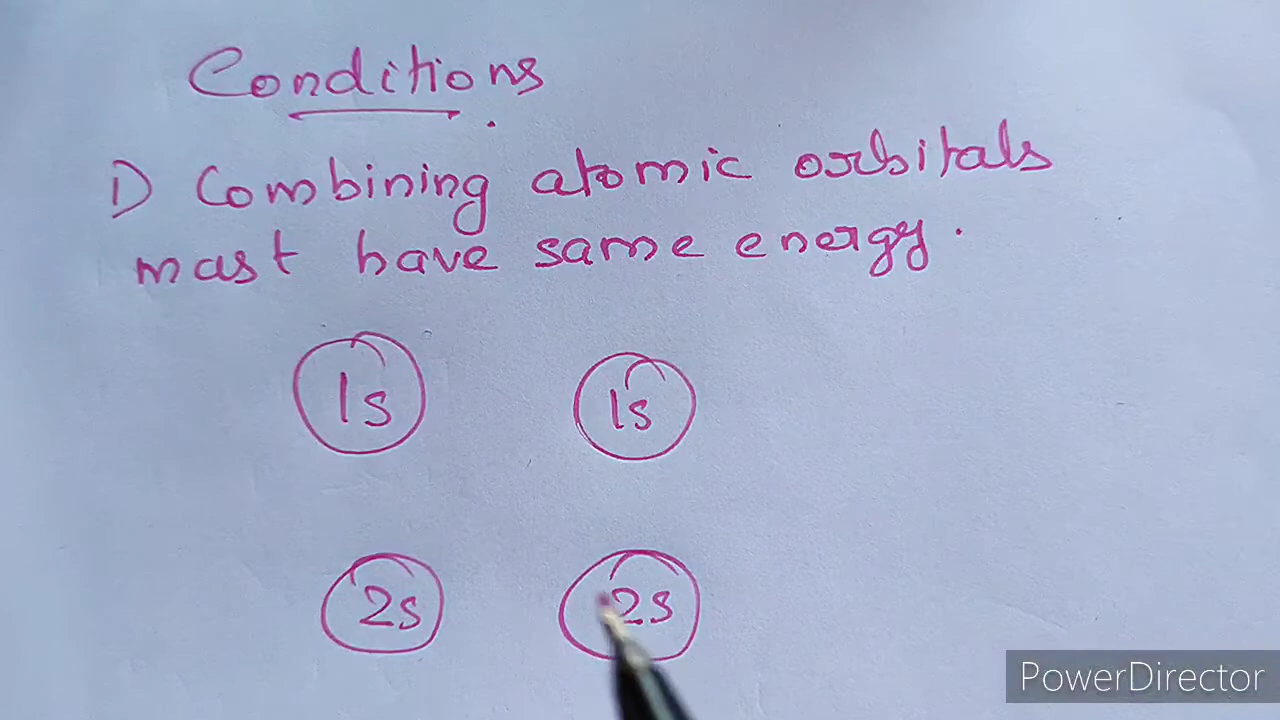 Conditions
1) Combining atomic orbitals
must have same energy.
1s 1s
2s 2s
PowerDirector